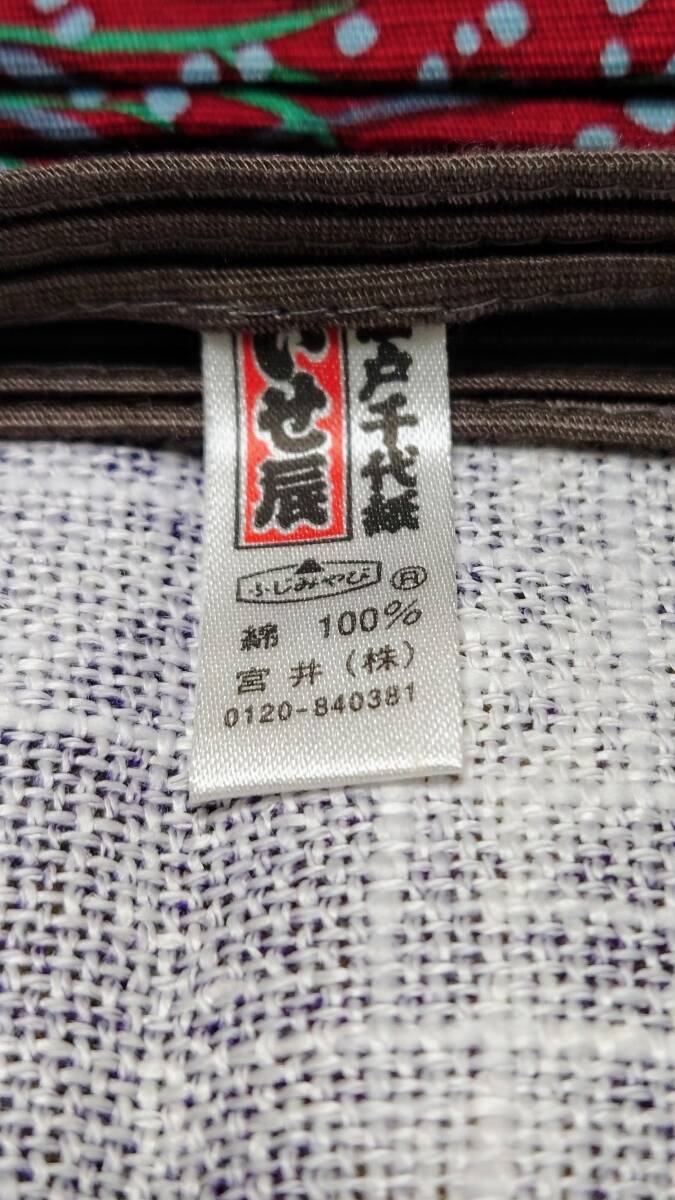 戸千代紙
いせ辰
ふじみやび Ⓡ
綿 100%
宮井(株)
0120-840381